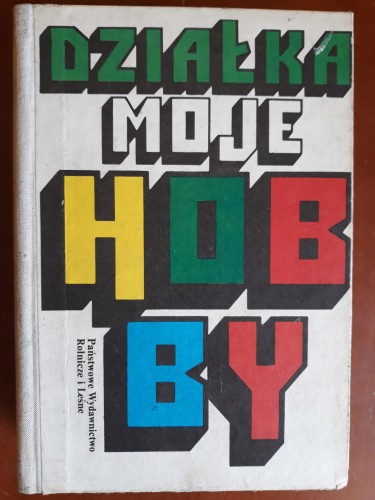 DZIAŁKA
MOJE
HOB
BY
Państwowe Wydawnictwo
Rolnicze i Leśne